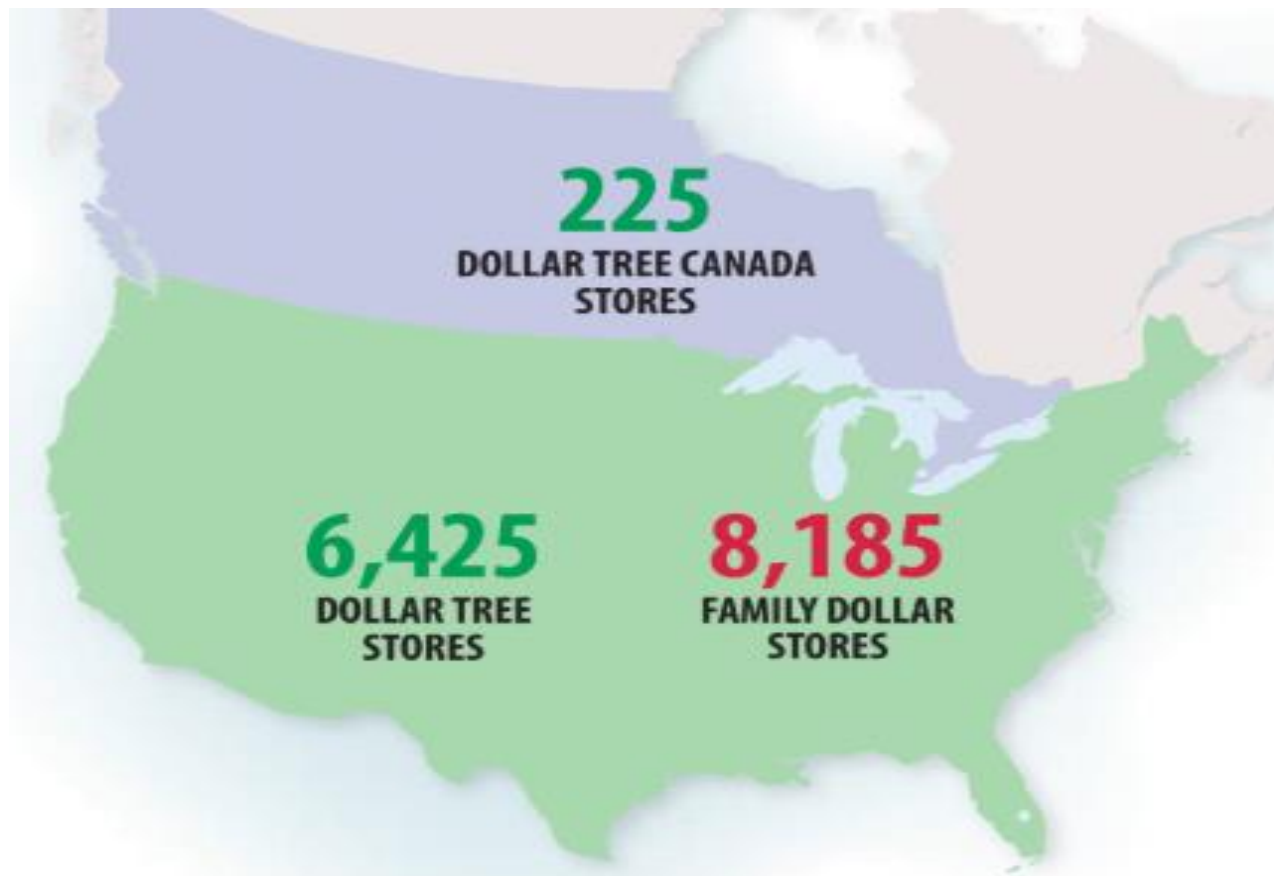 225
DOLLAR TREE CANADA
STORES
6,425
DOLLAR TREE
STORES
8,185
FAMILY DOLLAR
STORES